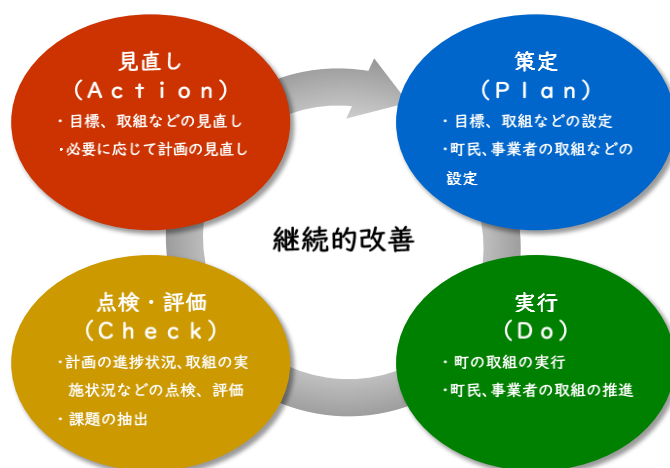 見直し
(Ａｃｔｉｏｎ)
・目標、取組などの見直し
・必要に応じて計画の見直し
策定
(Ｐｌａｎ)
・目標、取組などの設定
・町民、事業者の取組などの
設定
継続的改善
点検・評価
(Ｃｈｅｃｋ)
・計画の進捗状況、取組の実
施状況などの点検、評価
・課題の抽出
実行
(Ｄｏ)
・町の取組の実行
・町民、事業者の取組の推進